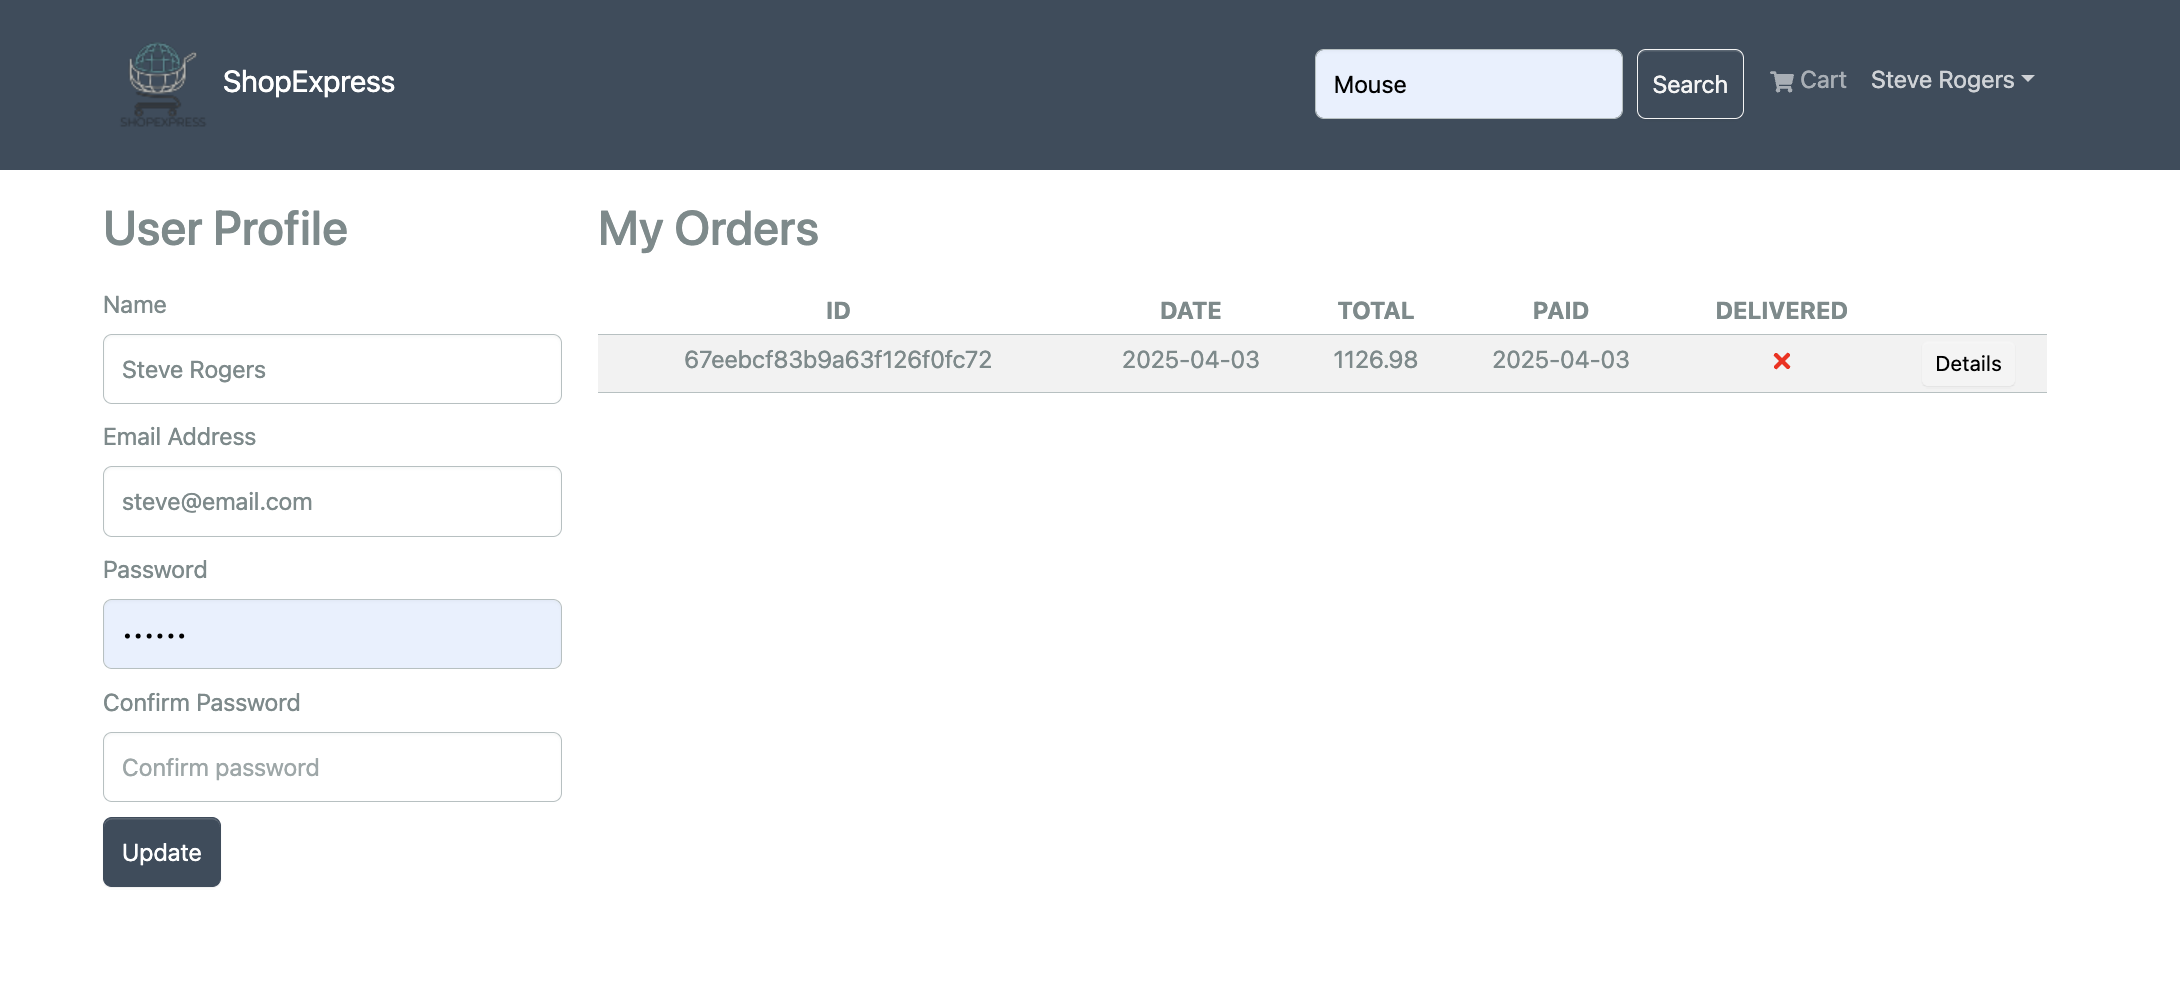 SHOPEXPRESS
ShopExpress
Mouse
Search
Cart
Steve Rogers
User Profile
Name
Steve Rogers
Email Address
steve@email.com
Password
••••••
Confirm Password
Confirm password
Update
My Orders
ID DATE TOTAL PAID DELIVERED
67eebcf83b9a63f126f0fc72 2025-04-03 1126.98 2025-04-03 Details